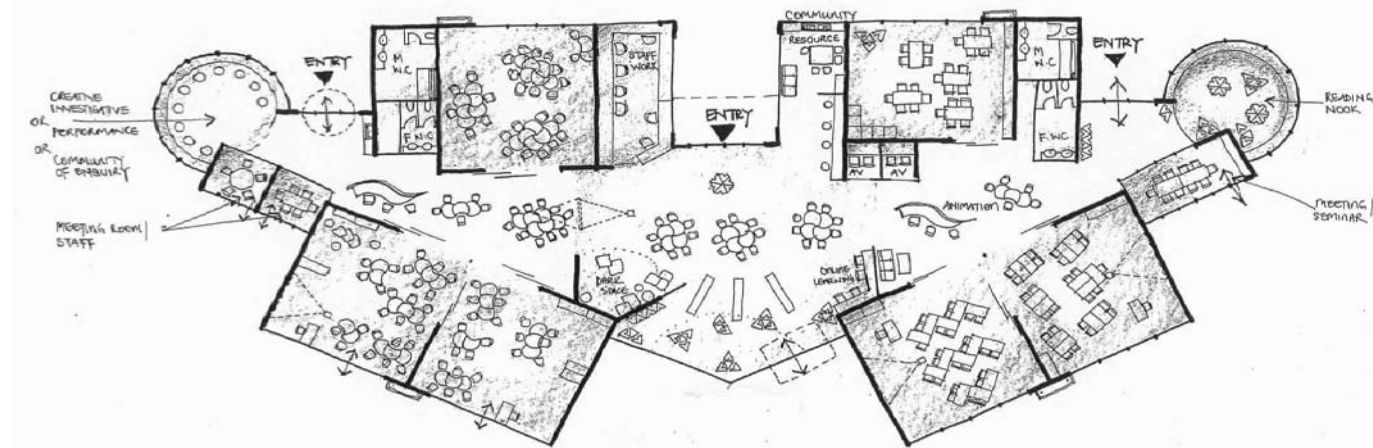 CREATIVE
INVESTIGATIVE
OR
PERFORMANCE
OR
COMMUNITY
OF ENQUIRY
MEETING ROOM/
STAFF
ENTRY
M
W.C
F.W.C
STAFF
WORK
ENTRY
COMMUNITY
RESOURCE
AV
AV
M
W.C
F.WC
ENTRY
READING
NOOK
MEETING/
SEMINAR
ANIMATION
DARK
SPACE
ONLINE
LEARNING